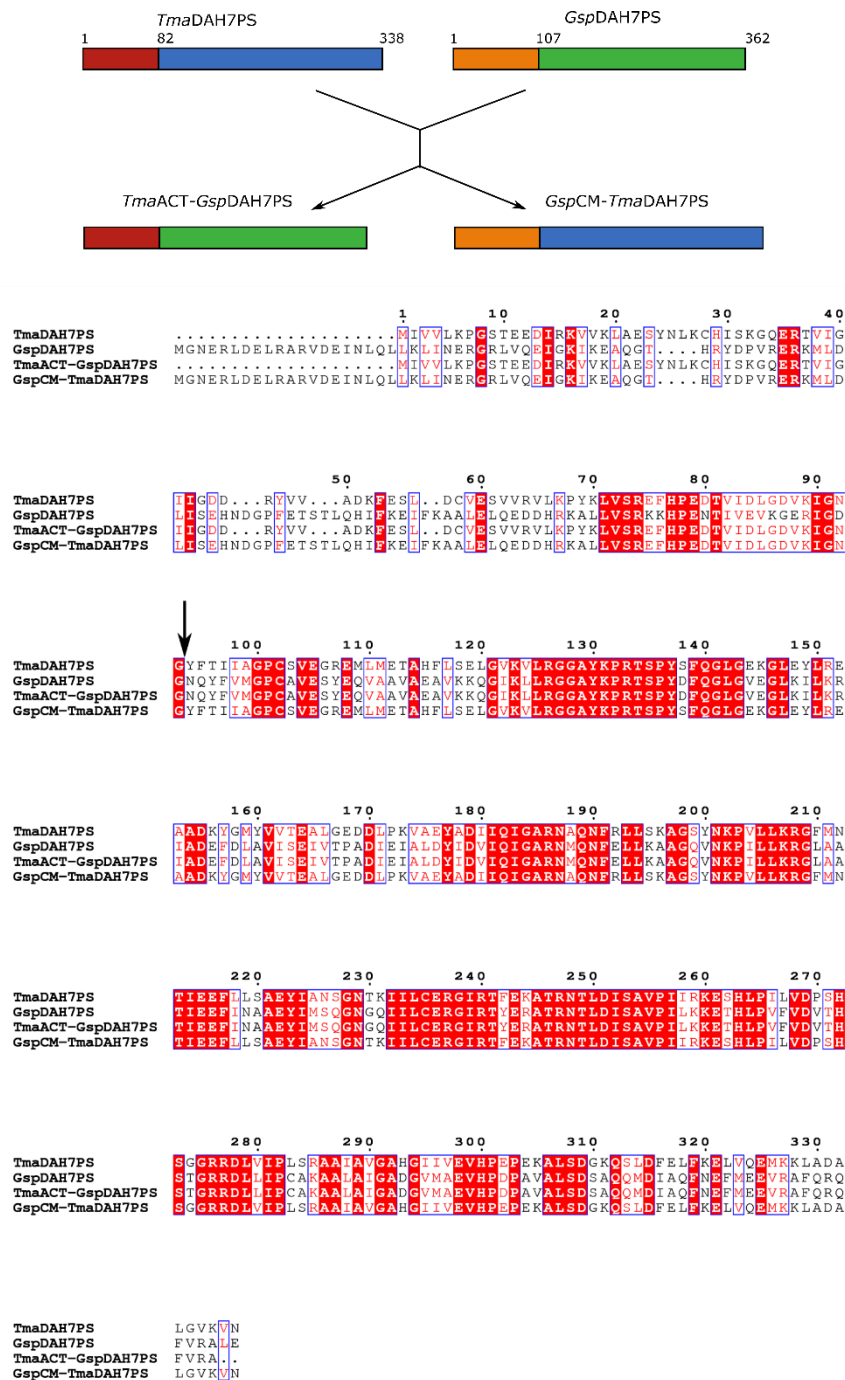 TmaDAH7PS GspDAH7PS
1 82 338 1 107 362
TmaACT-GspDAH7PS GspCM-TmaDAH7PS
1 10 20 30 40
TmaDAH7PS ....................MIVVLKPGSTEEDIRKVVKLAESYNLKCHISKGQERTVIG
GspDAH7PS MGNERLDELRARVDEINLQLLKLINERGRLVQEIGKIKEAQGT....HRYDPVRERKMLD
TmaACT-GspDAH7PS ....................MIVVLKPGSTEEDIRKVVKLAESYNLKCHISKGQERTVIG
GspCM-TmaDAH7PS MGNERLDELRARVDEINLQLLKLINERGRLVQEIGKIKEAQGT....HRYDPVRERKMLD
50 60 70 80 90
TmaDAH7PS IIGDD...RYVV...ADKFESL..DCVESVVRVLKPYKLVSREFHPEDTVIDLGDVKIGN
GspDAH7PS LISEHNDGPFETSTLQHIFKEIFKAALELQEDDHRKALLVSRKKHPENTIVEVKGERIGD
TmaACT-GspDAH7PS IIGDD...RYVV...ADKFESL..DCVESVVRVLKPYKLVSREFHPEDTVIDLGDVKIGN
GspCM-TmaDAH7PS LISEHNDGPFETSTLQHIFKEIFKAALELQEDDHRKALLVSREFHPEDTVIDLGDVKIGN
100 110 120 130 140 150
TmaDAH7PS GYFTIIAGPCSVEGREMLMETAHFLSELGVKVLRGGAYKPRTSPYSFQGLGEKGLEYLRE
GspDAH7PS GNQYFVMGPCAVESYEQVAAVAEAVKKQGIKLLRGGAYKPRTSPYDFQGLGVEGLKILKR
TmaACT-GspDAH7PS GNQYFVMGPCAVESYEQVAAVAEAVKKQGIKLLRGGAYKPRTSPYDFQGLGVEGLKILKR
GspCM-TmaDAH7PS GYFTIIAGPCSVEGREMLMETAHFLSELGVKVLRGGAYKPRTSPYSFQGLGEKGLEYLRE
160 170 180 190 200 210
TmaDAH7PS AADKYGMYVVTEALGEDDLPKVAEYADIIQIGARNAQNFRLLSKAGSYNKPVLLKRGFMN
GspDAH7PS IADEFDLAVISEIVTPADIEIALDYIDVIQIGARNMQNFELLKAAGQVNKPILLKRGLAA
TmaACT-GspDAH7PS IADEFDLAVISEIVTPADIEIALDYIDVIQIGARNMQNFELLKAAGQVNKPILLKRGLAA
GspCM-TmaDAH7PS AADKYGMYVVTEALGEDDLPKVAEYADIIQIGARNAQNFRLLSKAGSYNKPVLLKRGFMN
220 230 240 250 260 270
TmaDAH7PS TIEEFLLSAEYIANSGNTKIILCERGIRTFEKATRNTLDISAVPIIRKESHLPILVDPSH
GspDAH7PS TIEEFINAAEYIMSQGNGQIILCERGIRTYERATRNTLDISAVPILKKETHLPVFVDVTH
TmaACT-GspDAH7PS TIEEFINAAEYIMSQGNGQIILCERGIRTYERATRNTLDISAVPILKKETHLPVFVDVTH
GspCM-TmaDAH7PS TIEEFLLSAEYIANSGNTKIILCERGIRTFEKATRNTLDISAVPIIRKESHLPILVDPSH
280 290 300 310 320 330
TmaDAH7PS SGGRRDLVIPLSRAAIAVGAHGIIVEVHPEPEKALSDGKQSLDFELFKELVQEMKKLADA
GspDAH7PS STGRRDLLIPCAKAALAIGADGVMAEVHPDPAVALSDSAQQMDIAQFNEFMEEVRAFQRQ
TmaACT-GspDAH7PS STGRRDLLIPCAKAALAIGADGVMAEVHPDPAVALSDSAQQMDIAQFNEFMEEVRAFQRQ
GspCM-TmaDAH7PS SGGRRDLVIPLSRAAIAVGAHGIIVEVHPEPEKALSDGKQSLDFELFKELVQEMKKLADA
TmaDAH7PS LGVKVN
GspDAH7PS FVRALE
TmaACT-GspDAH7PS FVRA..
GspCM-TmaDAH7PS LGVKVN